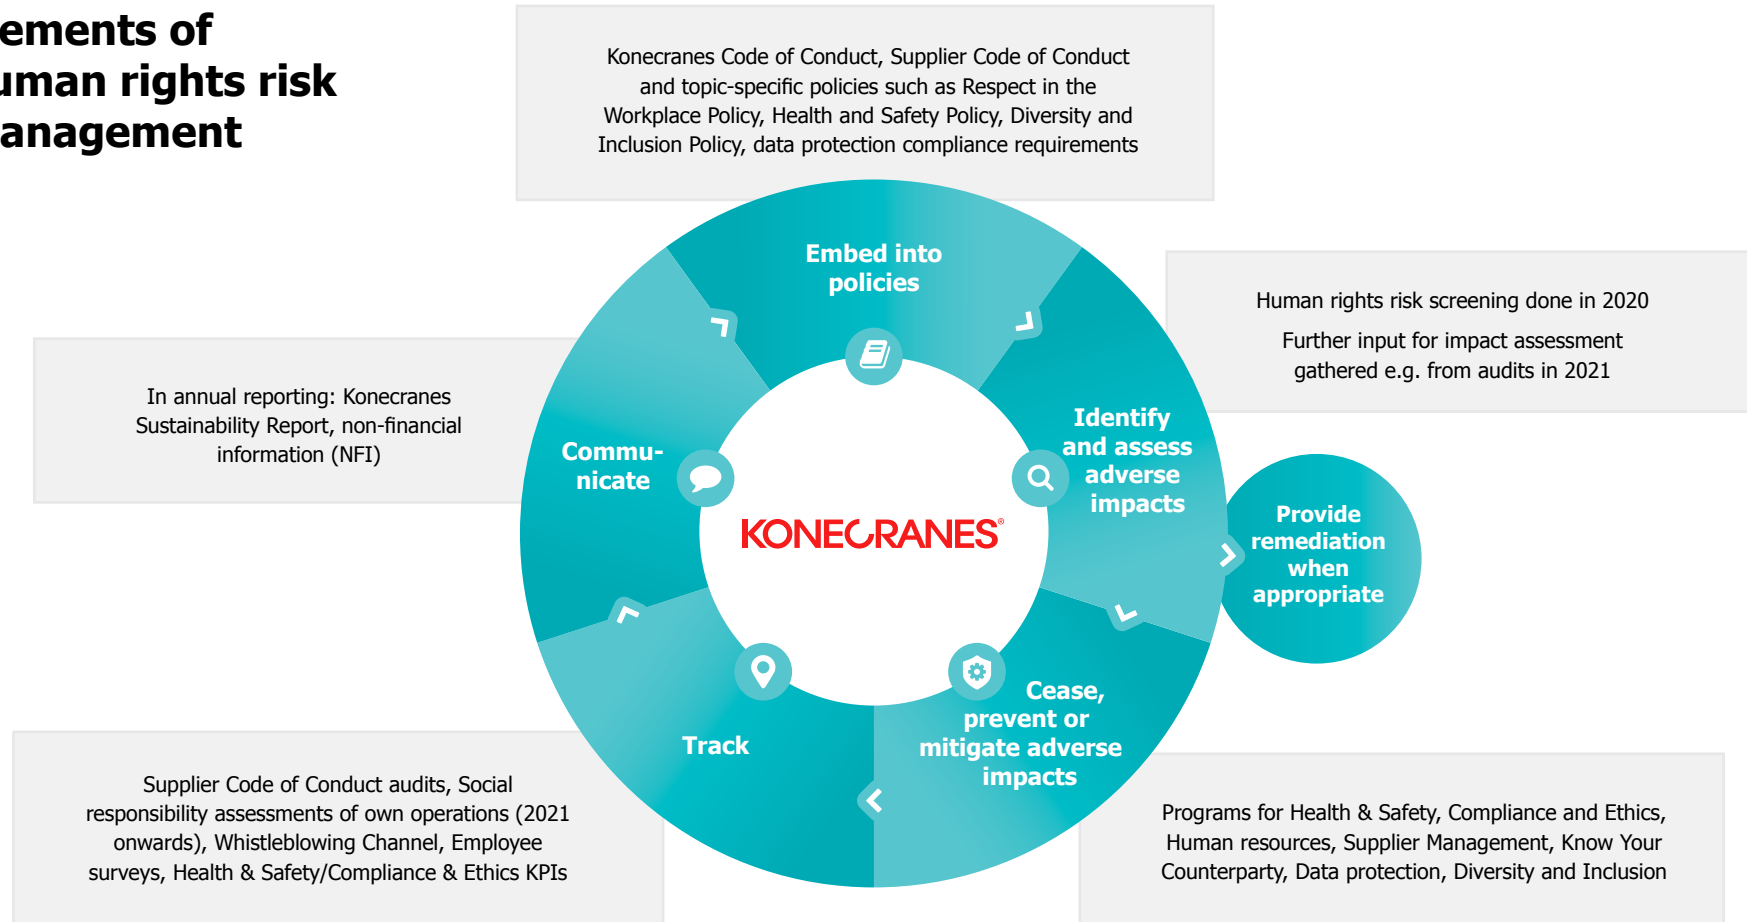 ements of
uman rights risk
anagement
Konecranes Code of Conduct, Supplier Code of Conduct
and topic-specific policies such as Respect in the
Workplace Policy, Health and Safety Policy, Diversity and
Inclusion Policy, data protection compliance requirements
Embed into
policies
Human rights risk screening done in 2020
Further input for impact assessment
gathered e.g. from audits in 2021
In annual reporting: Konecranes
Sustainability Report, non-financial
information (NFI)
Commu-
nicate
Identify
and assess
adverse
impacts
KONECRANES®
Provide
remediation
when
appropriate
Cease,
prevent or
mitigate adverse
impacts
Track
Supplier Code of Conduct audits, Social
responsibility assessments of own operations (2021
onwards), Whistleblowing Channel, Employee
surveys, Health & Safety/Compliance & Ethics KPIs
Programs for Health & Safety, Compliance and Ethics,
Human resources, Supplier Management, Know Your
Counterparty, Data protection, Diversity and Inclusion